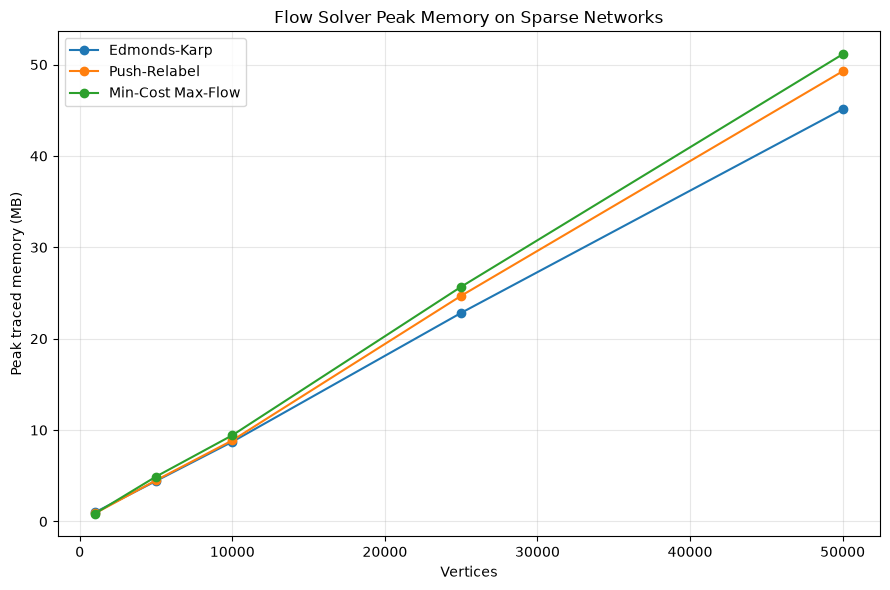 Flow Solver Peak Memory on Sparse Networks
Edmonds-Karp
Push-Relabel
Min-Cost Max-Flow
Peak traced memory (MB)
50
40
30
20
10
0
0 10000 20000 30000 40000 50000
Vertices